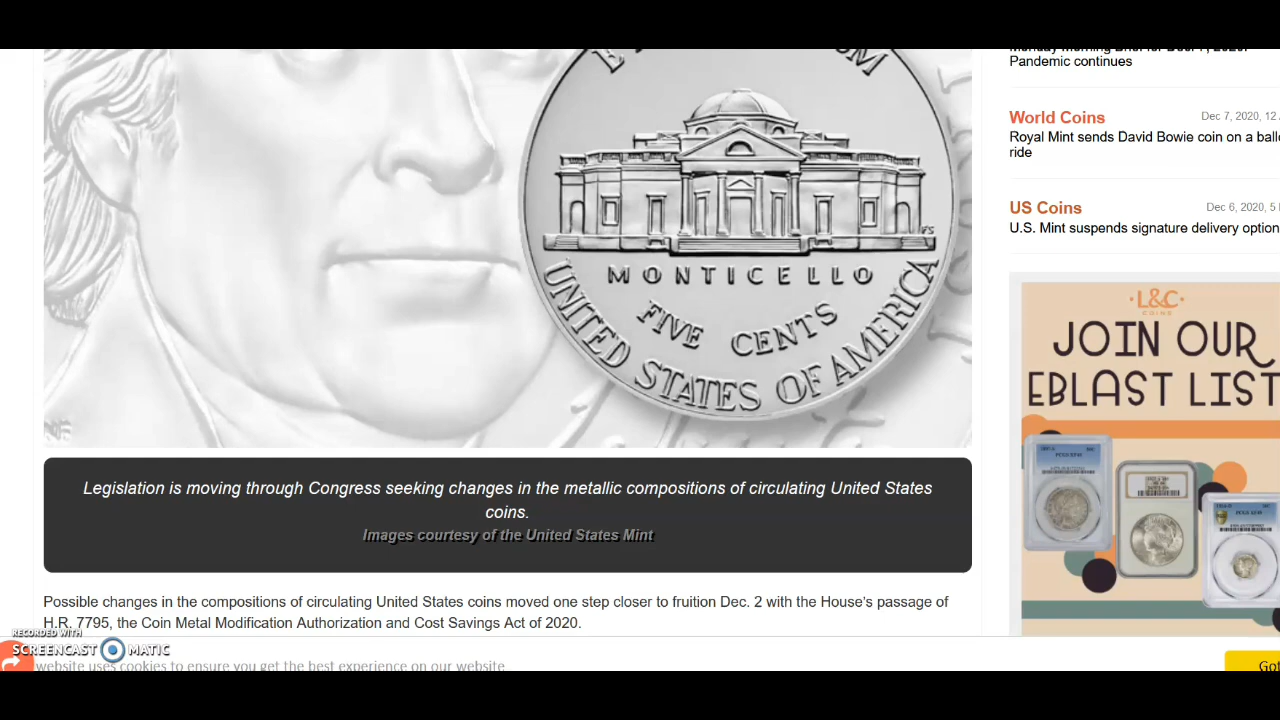 MONTICELLO
FIVE CENTS
UNITED STATES OF AMERICA
FS
Legislation is moving through Congress seeking changes in the metallic compositions of circulating United States
coins.
Images courtesy of the United States Mint
Possible changes in the compositions of circulating United States coins moved one step closer to fruition Dec. 2 with the House's passage of
H.R. 7795, the Coin Metal Modification Authorization and Cost Savings Act of 2020.
RECORDED WITH
SCREENCAST MATIC
website uses cookies to ensure you get the best experience on our website
Pandemic continues
World Coins
Dec 7, 2020, 12
Royal Mint sends David Bowie coin on a
ride
US Coins
Dec 6, 2020, 5
U.S. Mint suspends signature delivery option
L&C
COINS
JOIN OUR
EBLAST LIST
Got